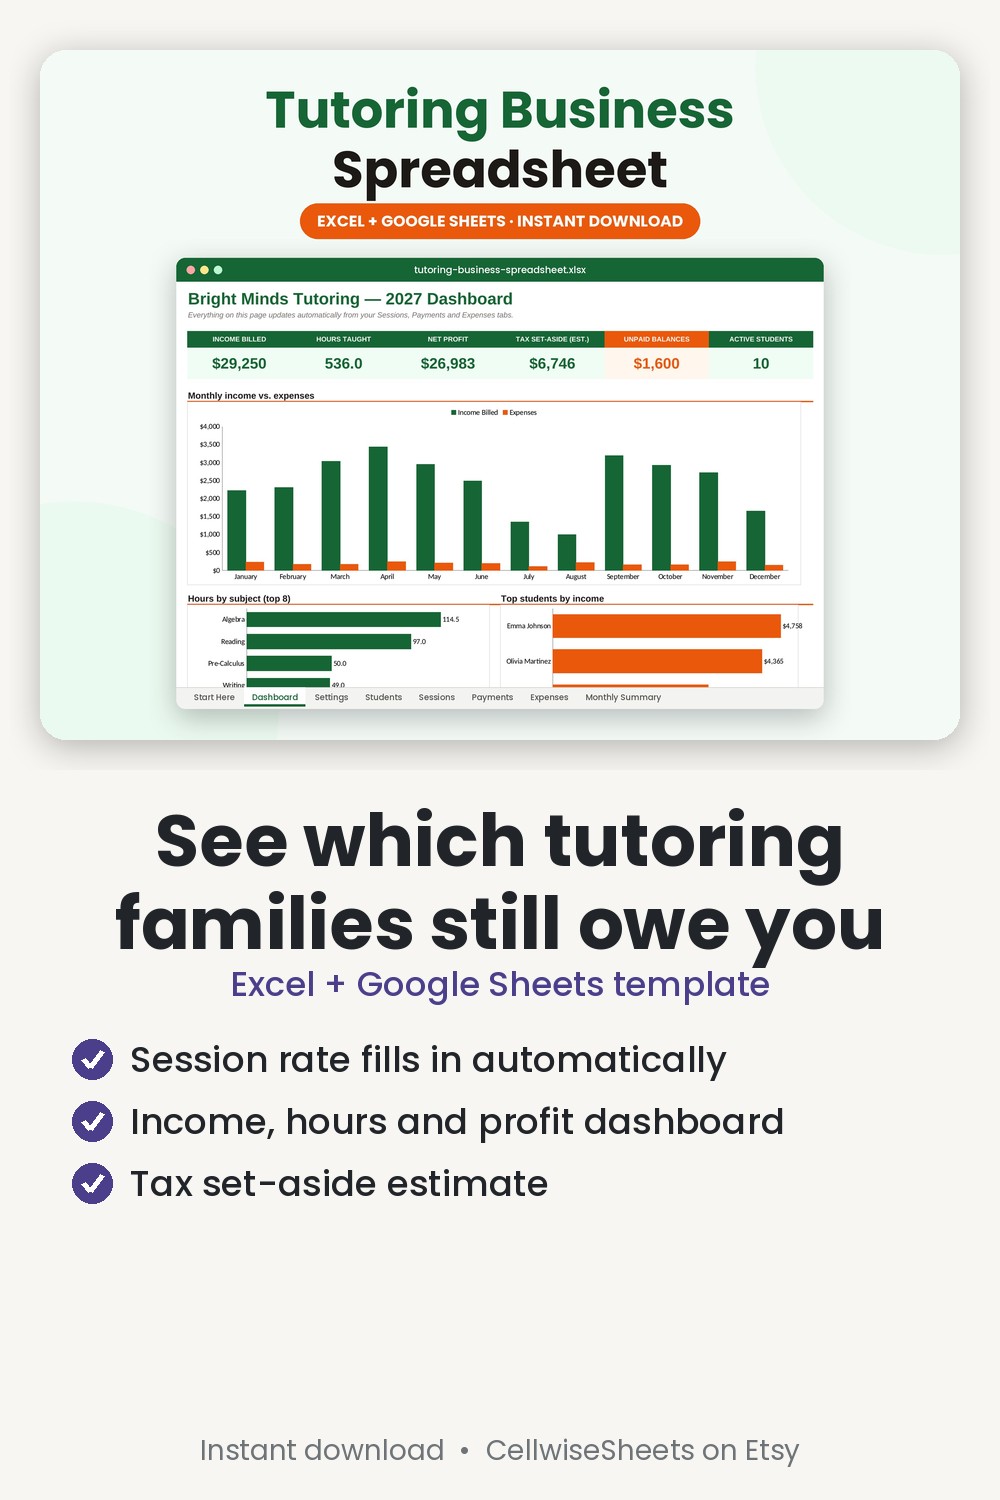 Tutoring Business
Spreadsheet
EXCEL + GOOGLE SHEETS · INSTANT DOWNLOAD
tutoring-business-spreadsheet.xlsx
Bright Minds Tutoring — 2027 Dashboard
Everything on this page updates automatically from your Sessions, Payments and Expenses tabs.
INCOME BILLED HOURS TAUGHT NET PROFIT TAX SET-ASIDE (EST.) UNPAID BALANCES ACTIVE STUDENTS
$29,250 536.0 $26,983 $6,746 $1,600 10
Monthly income vs. expenses
Income Billed Expenses
$4,000
$3,500
$3,000
$2,500
$2,000
$1,500
$1,000
$500
$0
January February March April May June July August September October November December
Hours by subject (top 8) Top students by income
Algebra 114.5
Emma Johnson $4,758
Reading 97.0
Olivia Martinez $4,365
Pre-Calculus 50.0
Writing 49.0
Start Here Dashboard Settings Students Sessions Payments Expenses Monthly Summary
See which tutoring
families still owe you
Excel + Google Sheets template
Session rate fills in automatically
Income, hours and profit dashboard
Tax set-aside estimate
Instant download • CellwiseSheets on Etsy